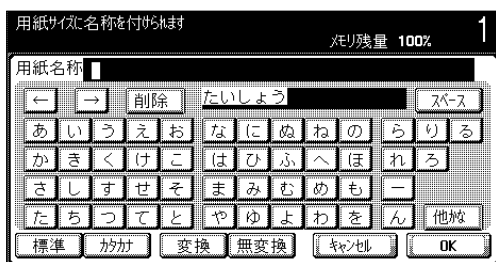 用紙サイズに名称を付けられます
メモリ残量 100% 1
用紙名称
← → 削除 たいしょう スペース
あ い う え お な に ぬ ね の ら り る
か き く け こ は ひ ふ へ ほ れ ろ
さ し す せ そ ま み む め も ー
た ち つ て と や ゆ よ わ を ん 他かな
標準 カタカナ 変換 無変換 キャンセル OK